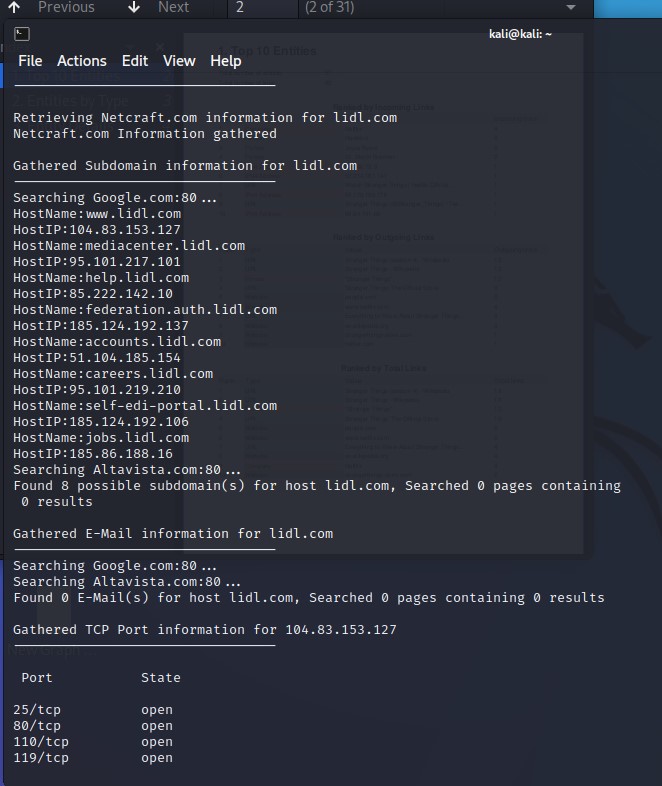 Previous Next 2 (2 of 31)
kali@kali: ~
File Actions Edit View Help
Top 10 Entities
Entities by Type
Retrieving Netcraft.com information for lidl.com
Netcraft.com Information gathered
Gathered Subdomain information for lidl.com
Searching Google.com:80...
HostName:www.lidl.com
HostIP:104.83.153.127
HostName:mediacenter.lidl.com
HostIP:95.101.217.101
HostName:help.lidl.com
HostIP:85.222.142.10
HostName:federation.auth.lidl.com
HostIP:185.124.192.137
HostName:accounts.lidl.com
HostIP:51.104.185.154
HostName:careers.lidl.com
HostIP:95.101.219.210
HostName:self-edi-portal.lidl.com
HostIP:185.124.192.106
HostName:jobs.lidl.com
HostIP:185.86.188.16
Searching Altavista.com:80...
Found 8 possible subdomain(s) for host lidl.com, Searched 0 pages containing
0 results
Gathered E-Mail information for lidl.com
Searching Google.com:80...
Searching Altavista.com:80...
Found 0 E-Mail(s) for host lidl.com, Searched 0 pages containing 0 results
Gathered TCP Port information for 104.83.153.127
Port State
25/tcp open
80/tcp open
110/tcp open
119/tcp open